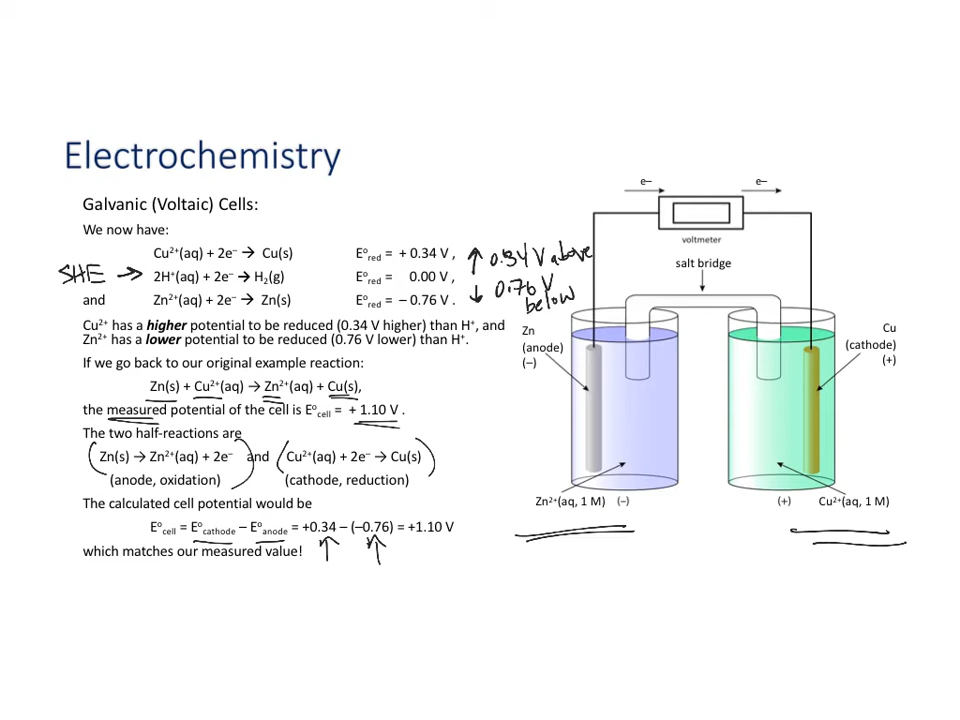 Electrochemistry
Galvanic (Voltaic) Cells:
We now have:
Cu²⁺(aq) + 2e⁻ → Cu(s) E°red = + 0.34 V , ↑ 0.34 V above
SHE → 2H⁺(aq) + 2e⁻ → H₂(g) E°red = 0.00 V ,
and Zn²⁺(aq) + 2e⁻ → Zn(s) E°red = – 0.76 V . ↓ 0.76 V below
Cu²⁺ has a higher potential to be reduced (0.34 V higher) than H⁺, and
Zn²⁺ has a lower potential to be reduced (0.76 V lower) than H⁺.
If we go back to our original example reaction:
Zn(s) + Cu²⁺(aq) → Zn²⁺(aq) + Cu(s),
the measured potential of the cell is E°cell = + 1.10 V .
The two half-reactions are
Zn(s) → Zn²⁺(aq) + 2e⁻ and Cu²⁺(aq) + 2e⁻ → Cu(s)
(anode, oxidation) (cathode, reduction)
The calculated cell potential would be
E°cell = E°cathode – E°anode = +0.34 – (–0.76) = +1.10 V
which matches our measured value!
e– e–
voltmeter
salt bridge
Zn
(anode)
(–)
Cu
(cathode)
(+)
Zn²⁺(aq, 1 M) (–)
(+) Cu²⁺(aq, 1 M)